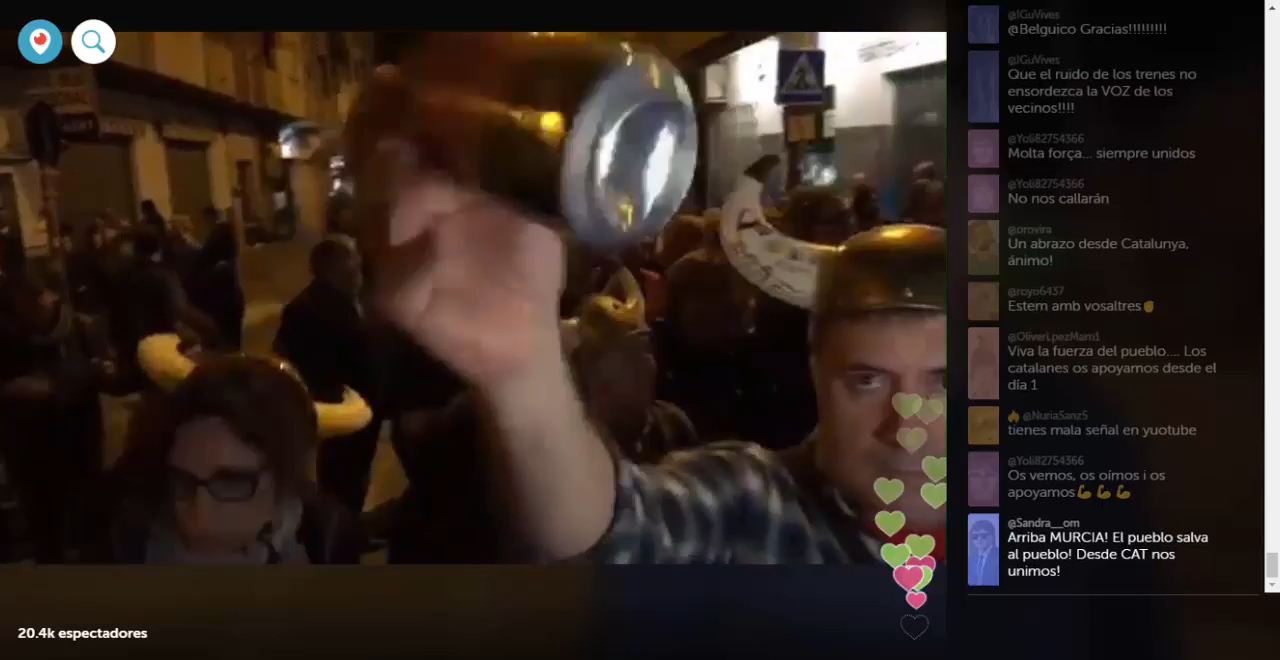 @IGuVives
@Belguico Gracias!!!!!!!!!
@IGuVives
Que el ruido de los trenes no
ensordezca la VOZ de los
vecinos!!!!
@Yoli82754366
Molta força... siempre unidos
@Yoli82754366
No nos callarán
@orovira
Un abrazo desde Catalunya,
ánimo!
@royo6437
Estem amb vosaltres✊
@OliverLpezMam1
Viva la fuerza del pueblo.... Los
catalanes os apoyamos desde el
día 1
🔥 @NuriaSanz5
tienes mala señal en yuotube
@Yoli82754366
Os vemos, os oímos i os
apoyamos💪💪💪
@Sandra__om
Arriba MURCIA! El pueblo salva
al pueblo! Desde CAT nos
unimos!
20.4k espectadores